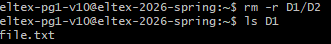 eltex-pg1-v10@eltex-2026-spring:~$ rm -r D1/D2
eltex-pg1-v10@eltex-2026-spring:~$ ls D1
file.txt